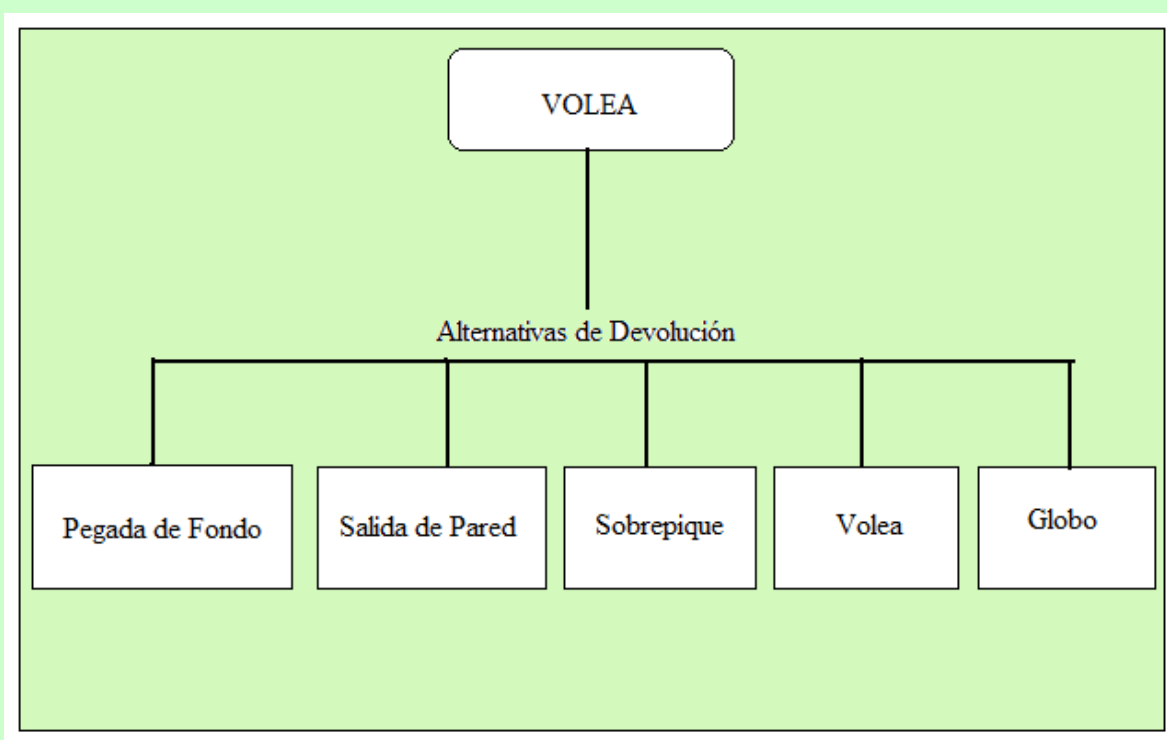 VOLEA
Alternativas de Devolución
Pegada de Fondo
Salida de Pared
Sobrepique
Volea
Globo